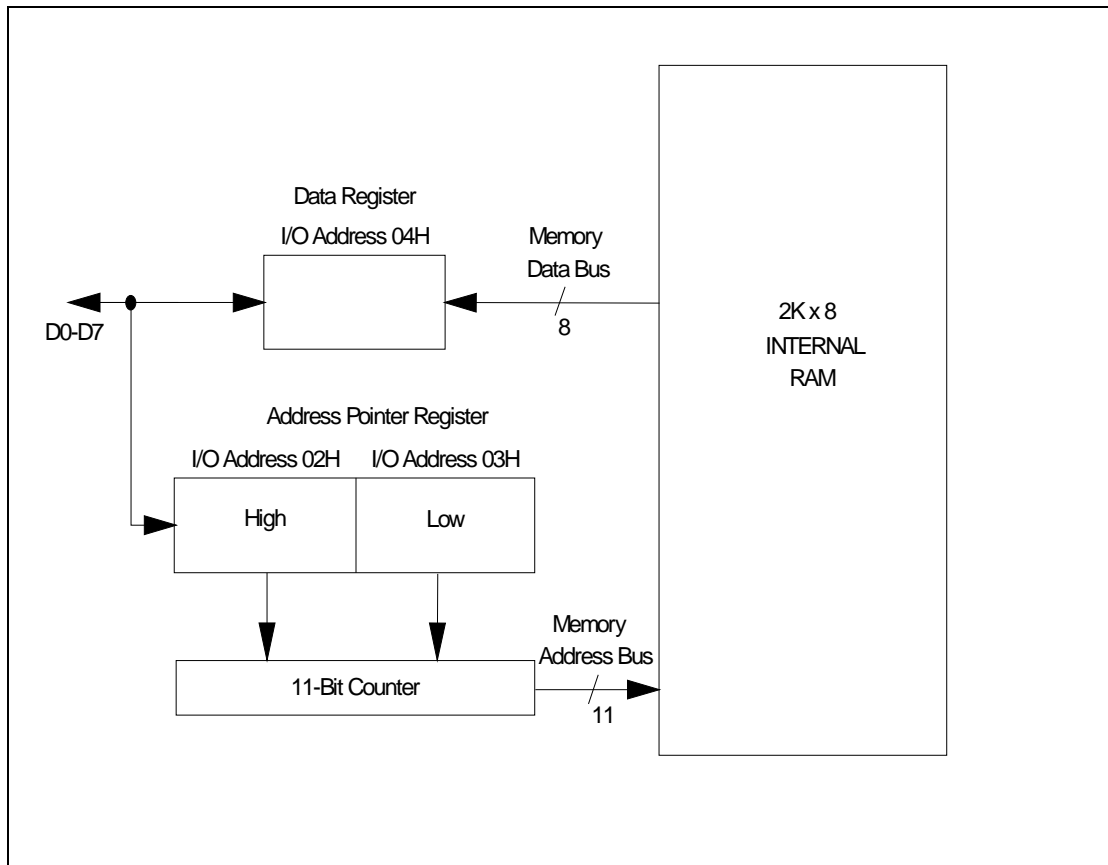 Data Register
I/O Address 04H
Memory
Data Bus
8
D0-D7
2K x 8
INTERNAL
RAM
Address Pointer Register
I/O Address 02H
I/O Address 03H
High
Low
Memory
Address Bus
11
11-Bit Counter